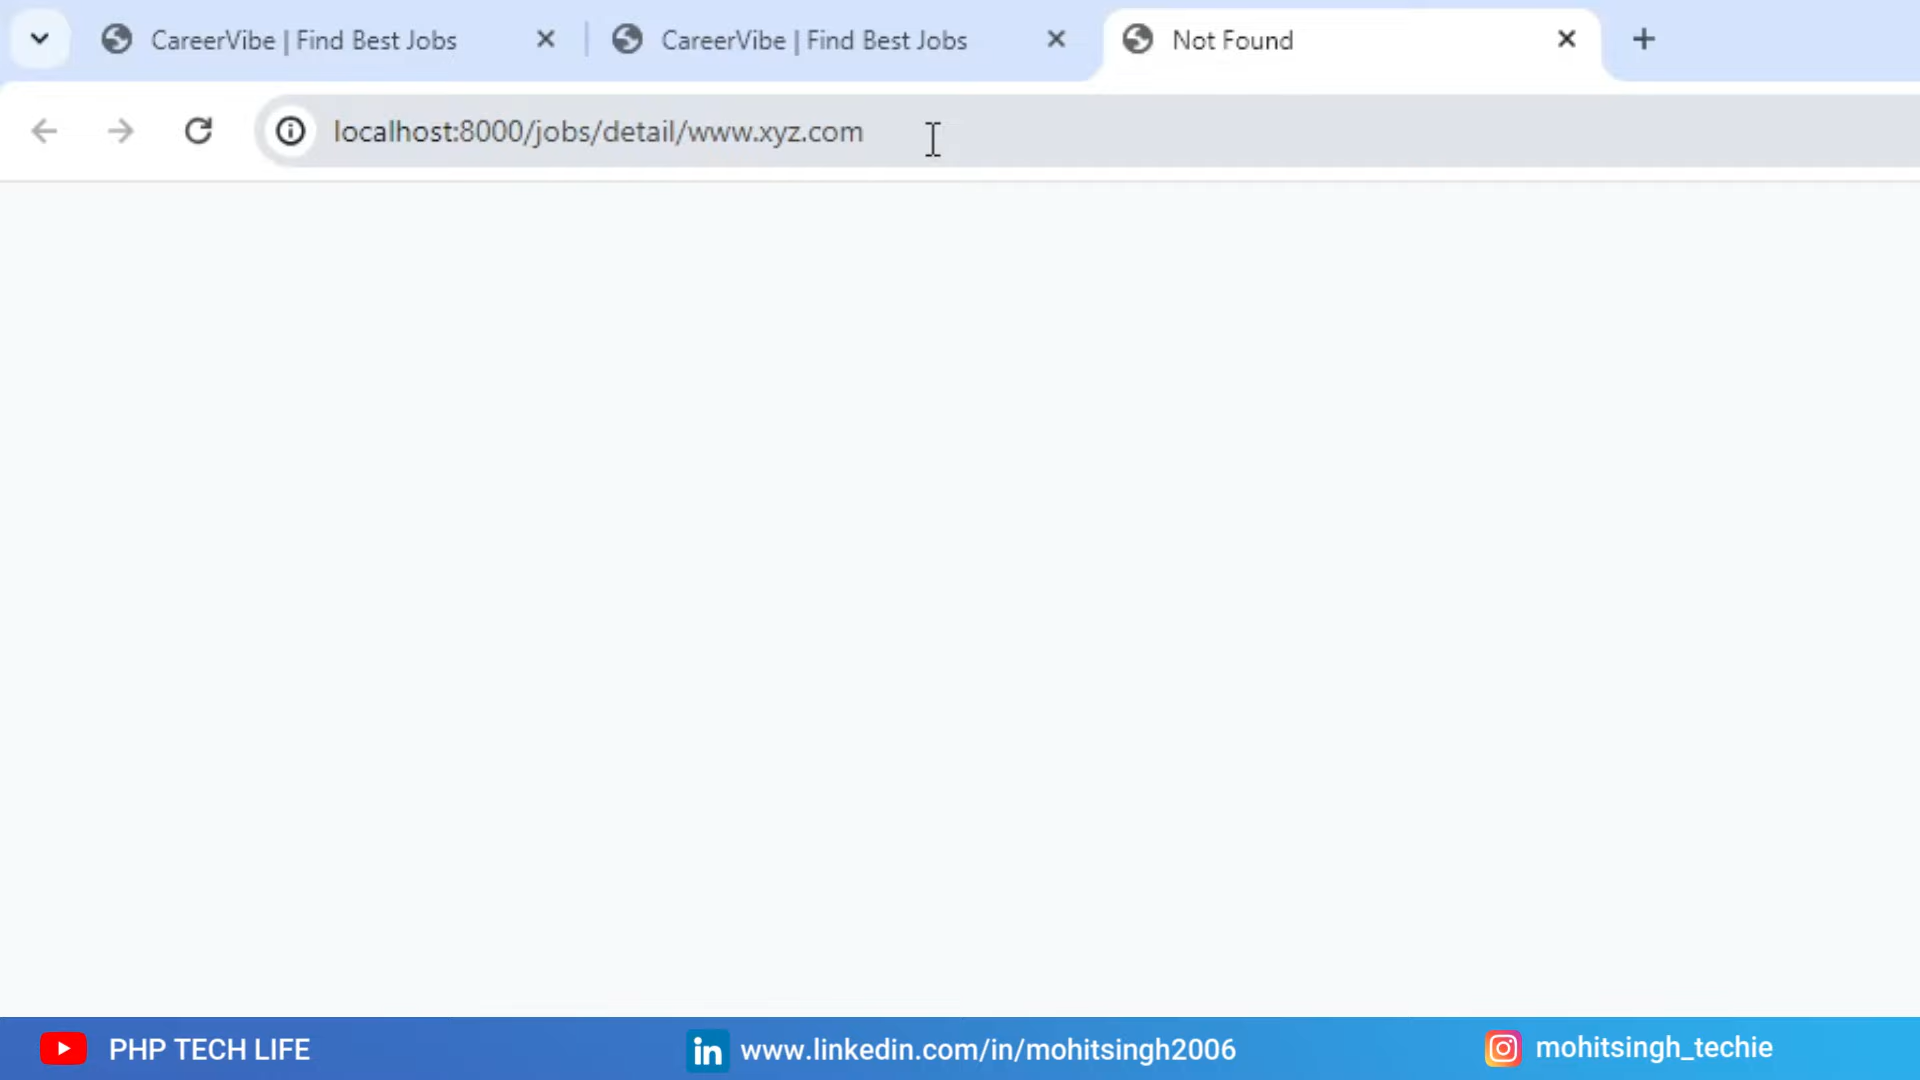 CareerVibe | Find Best Jobs
CareerVibe | Find Best Jobs
Not Found
localhost:8000/jobs/detail/www.xyz.com
PHP TECH LIFE
www.linkedin.com/in/mohitsingh2006
mohitsingh_techie